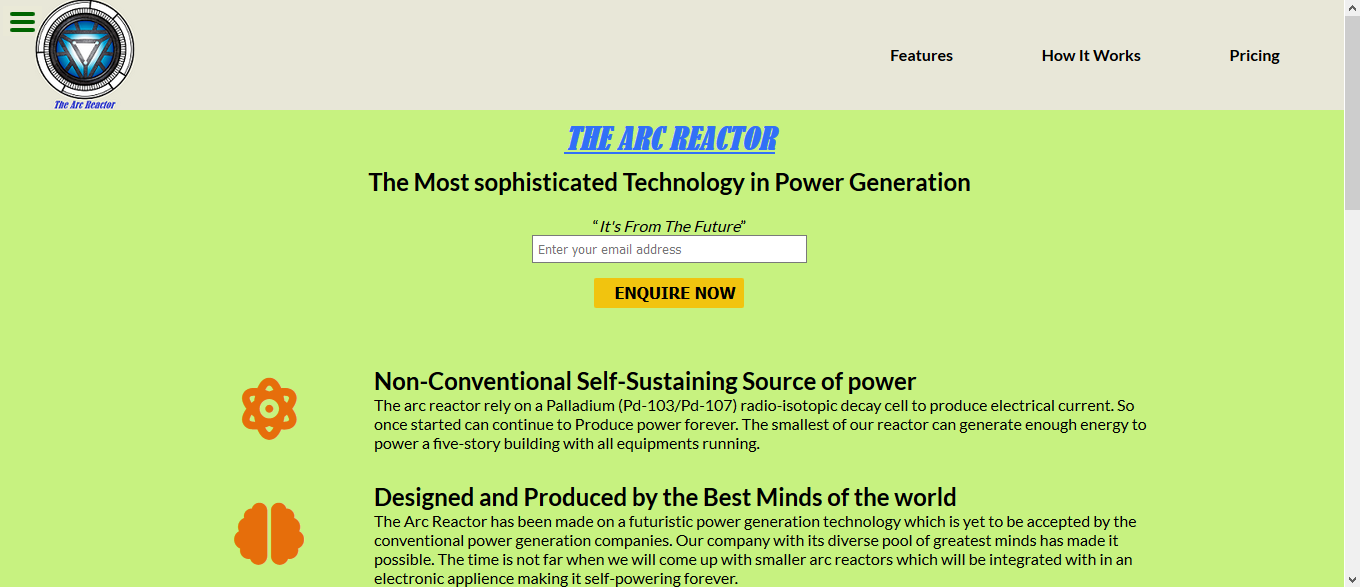 The Arc Reactor
Features
How It Works
Pricing
THE ARC REACTOR
The Most sophisticated Technology in Power Generation
“It's From The Future”
Enter your email address
ENQUIRE NOW
Non-Conventional Self-Sustaining Source of power
The arc reactor rely on a Palladium (Pd-103/Pd-107) radio-isotopic decay cell to produce electrical current. So
once started can continue to Produce power forever. The smallest of our reactor can generate enough energy to
power a five-story building with all equipments running.
Designed and Produced by the Best Minds of the world
The Arc Reactor has been made on a futuristic power generation technology which is yet to be accepted by the
conventional power generation companies. Our company with its diverse pool of greatest minds has made it
possible. The time is not far when we will come up with smaller arc reactors which will be integrated with in an
electronic applience making it self-powering forever.